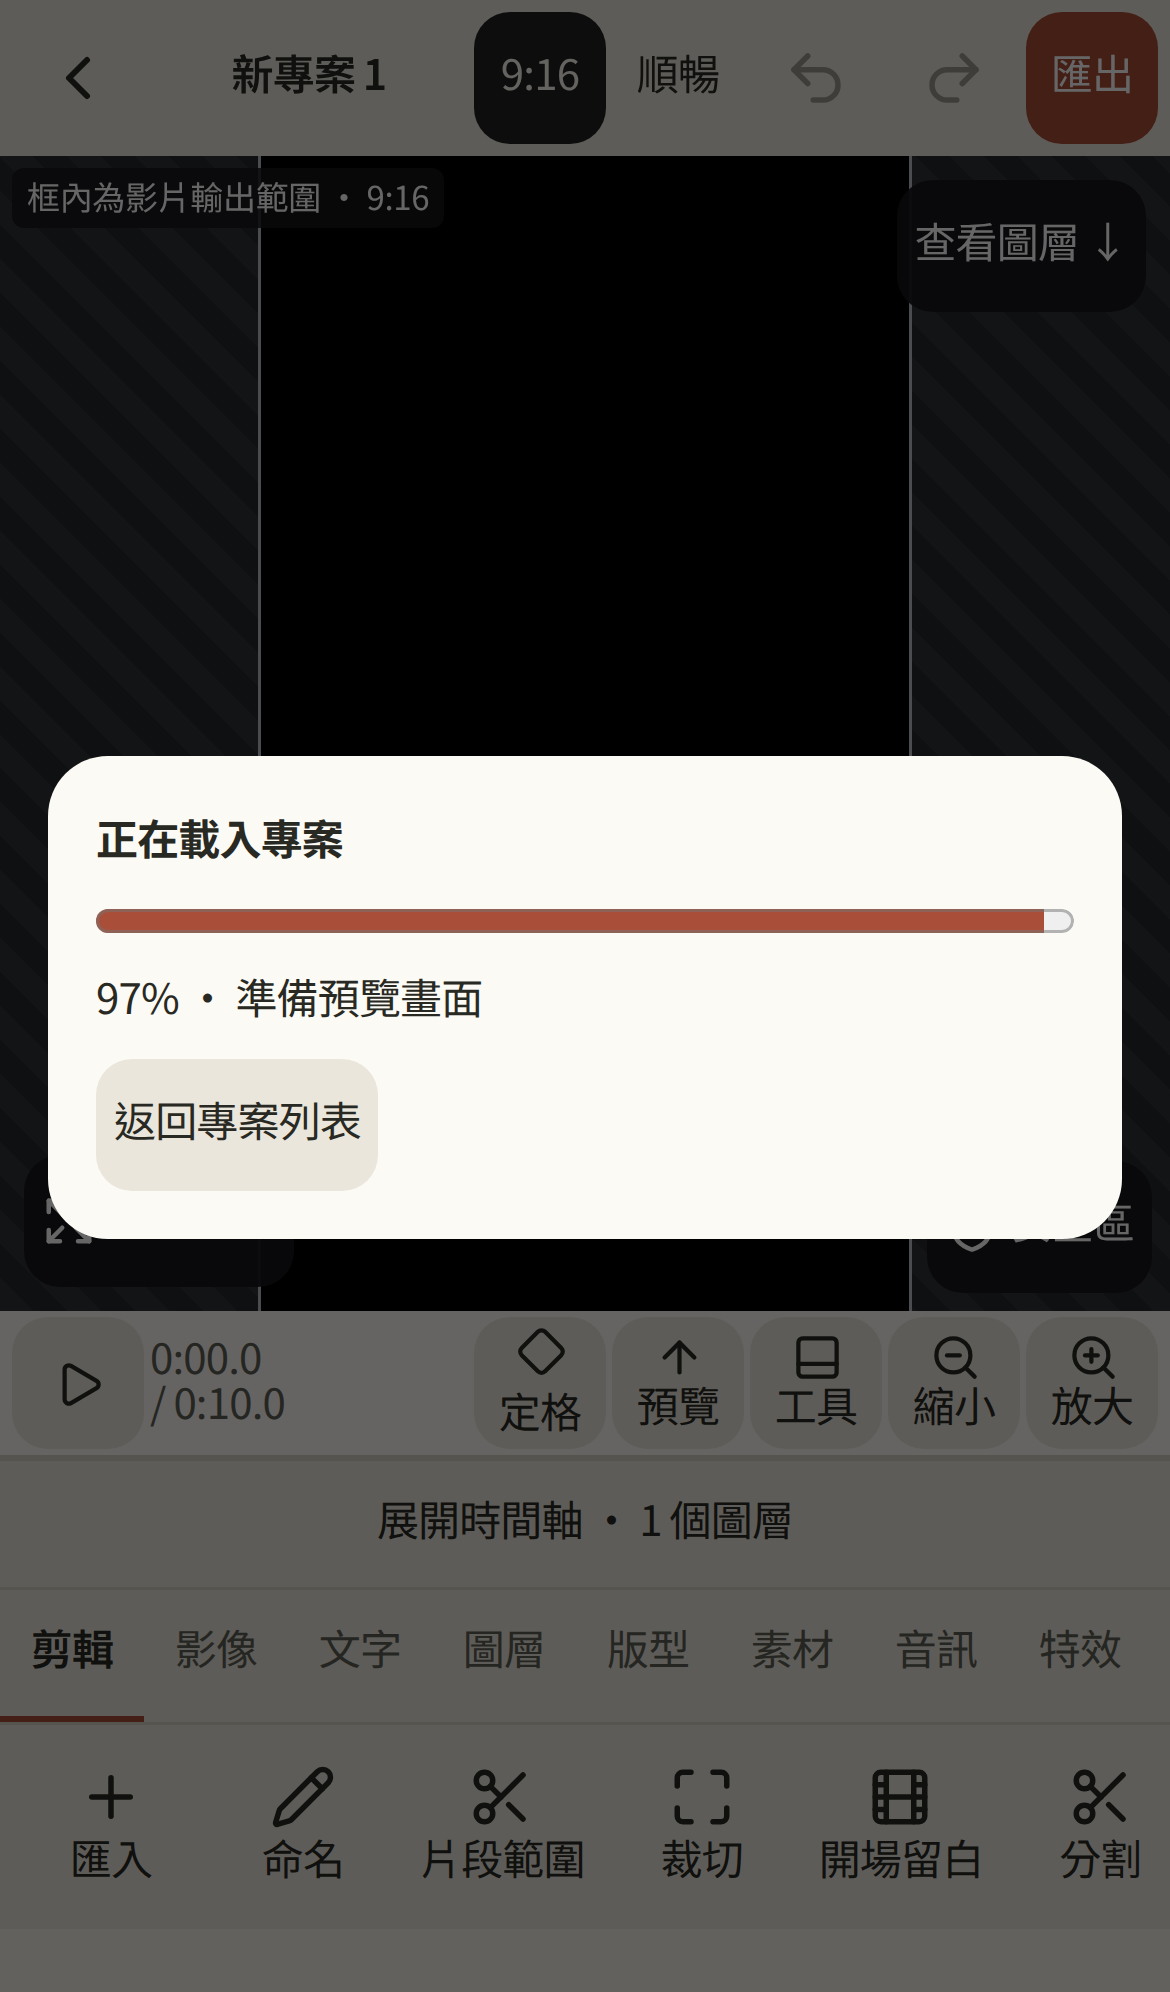 新專案 1
9:16
順暢
匯出
框內為影片輸出範圍 · 9:16
查看圖層 ↓
正在載入專案
97% · 準備預覽畫面
返回專案列表
區
0:00.0
/ 0:10.0
定格
預覽
工具
縮小
放大
展開時間軸 · 1 個圖層
剪輯
影像
文字
圖層
版型
素材
音訊
特效
匯入
命名
片段範圍
裁切
開場留白
分割